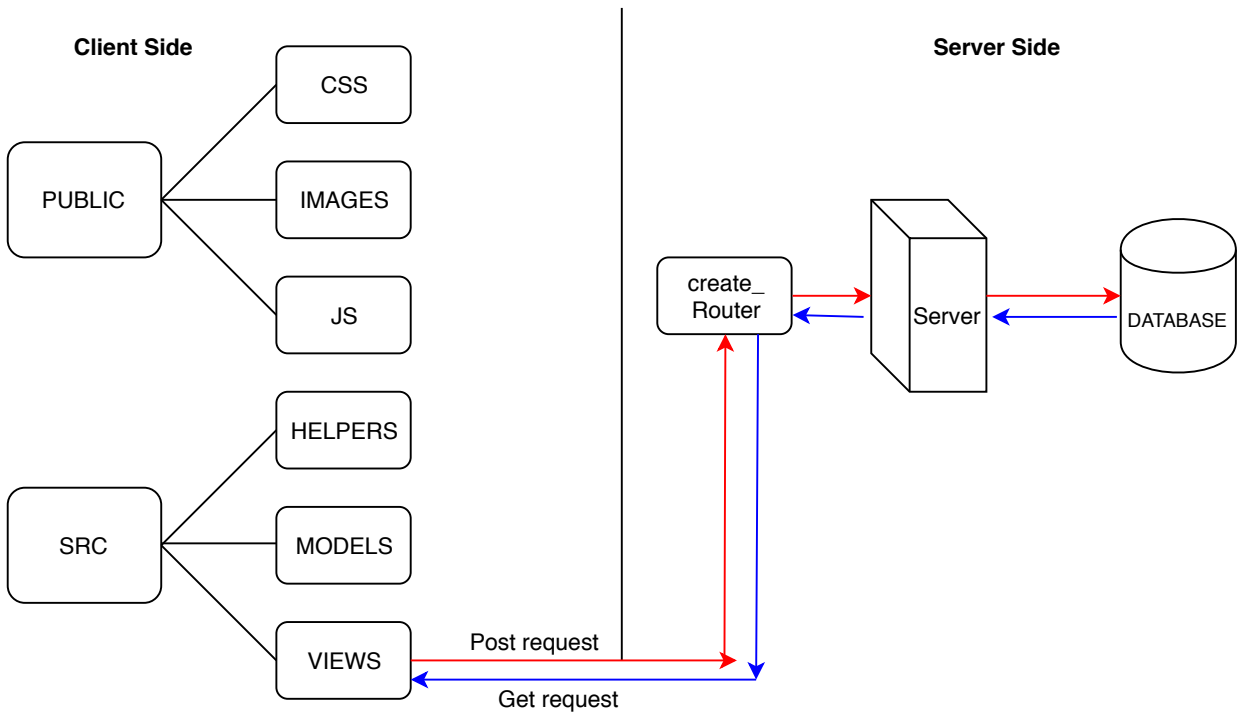 Client Side
Server Side
CSS
PUBLIC
IMAGES
JS
create_
Router
Server
DATABASE
HELPERS
SRC
MODELS
VIEWS
Post request
Get request